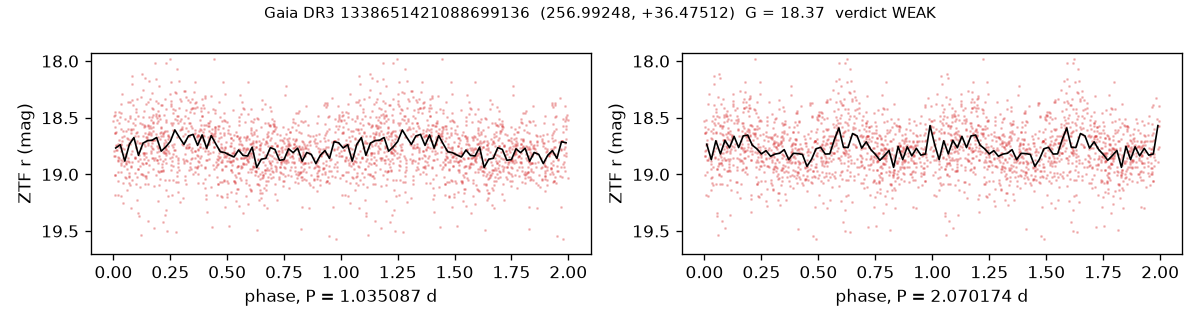 Gaia DR3 1338651421088699136  (256.99248, +36.47512)  G = 18.37  verdict WEAK
ZTF r (mag)
18.0
18.5
19.0
19.5
0.00 0.25 0.50 0.75 1.00 1.25 1.50 1.75 2.00
phase, P = 1.035087 d
ZTF r (mag)
18.0
18.5
19.0
19.5
0.00 0.25 0.50 0.75 1.00 1.25 1.50 1.75 2.00
phase, P = 2.070174 d